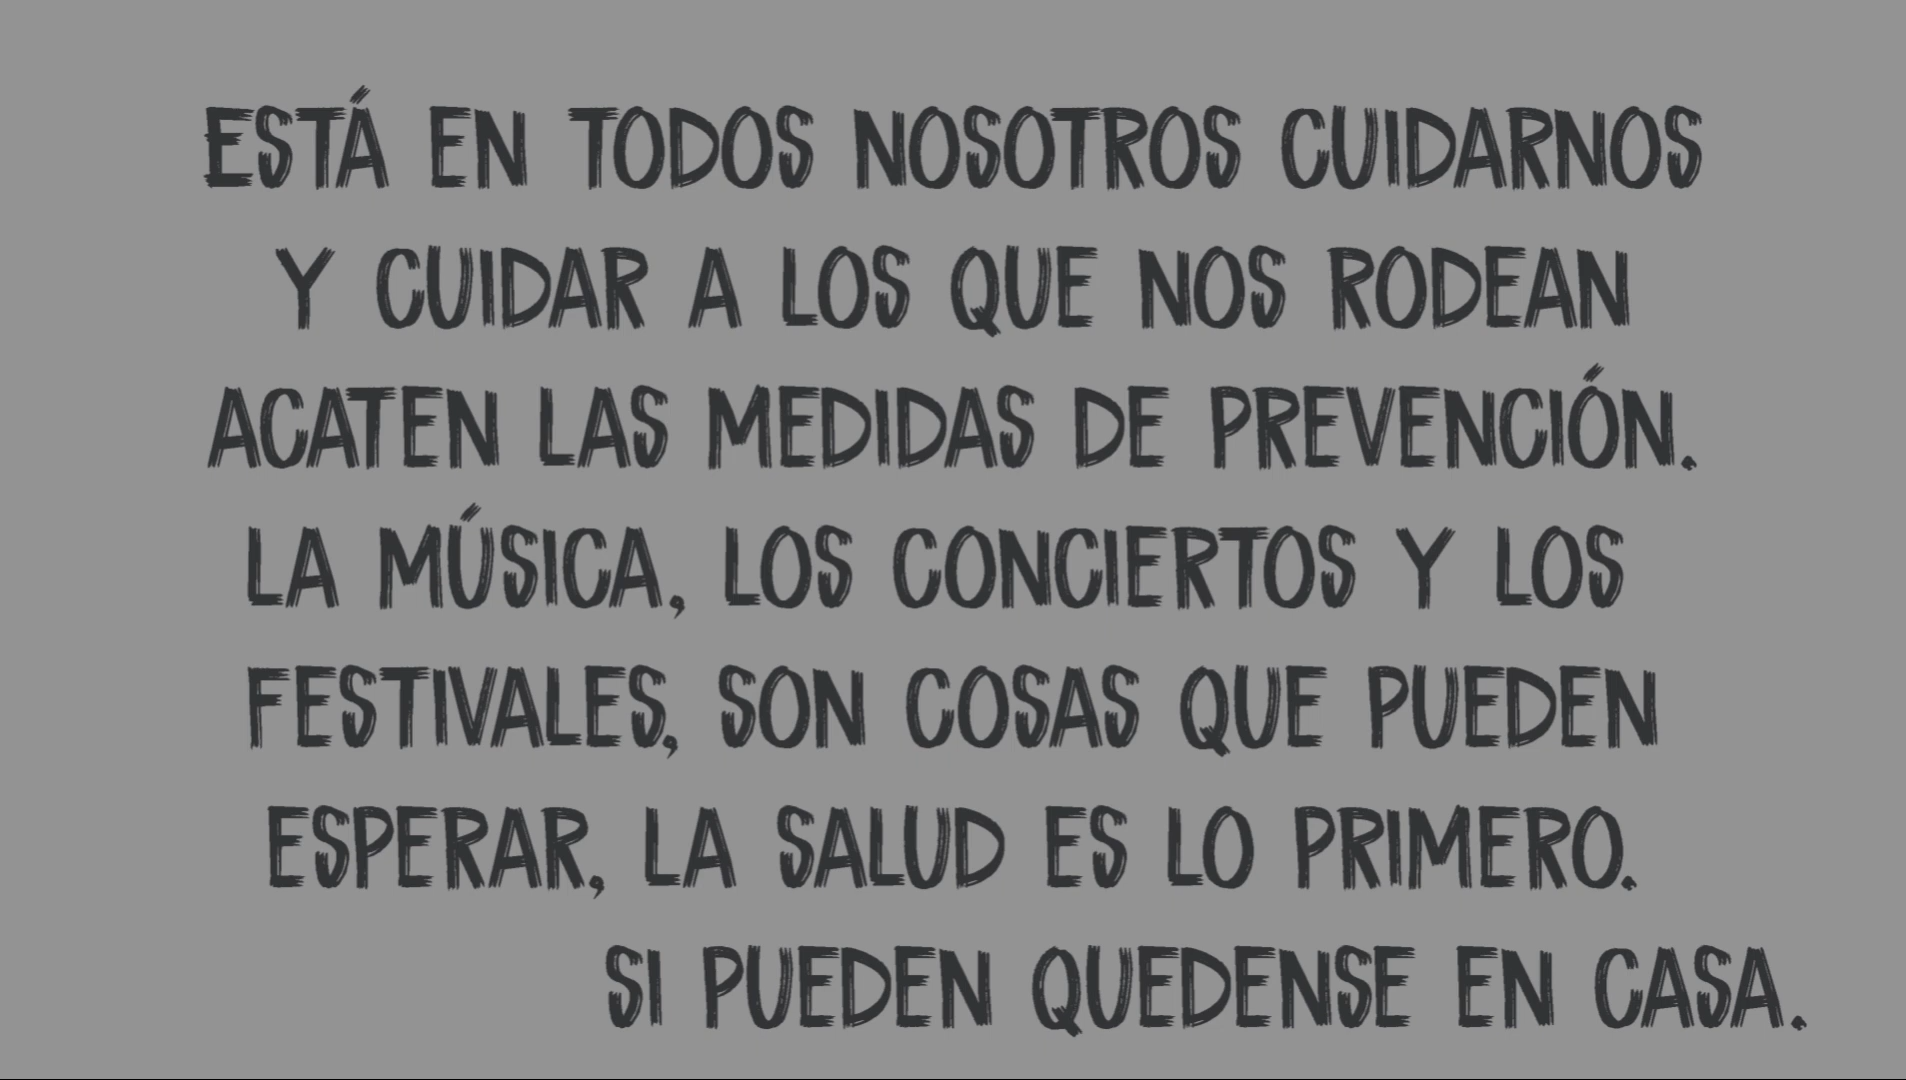 ESTÁ EN TODOS NOSOTROS CUIDARNOS
Y CUIDAR A LOS QUE NOS RODEAN
ACATEN LAS MEDIDAS DE PREVENCIÓN.
LA MÚSICA, LOS CONCIERTOS Y LOS
FESTIVALES, SON COSAS QUE PUEDEN
ESPERAR, LA SALUD ES LO PRIMERO.
SI PUEDEN QUEDENSE EN CASA.